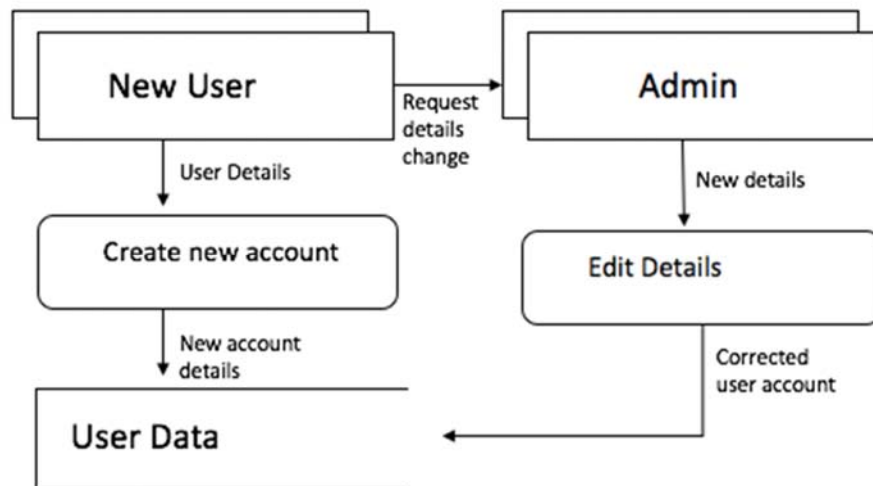 New User
Admin
Request
details
change
User Details
New details
Create new account
Edit Details
New account
details
Corrected
user account
User Data